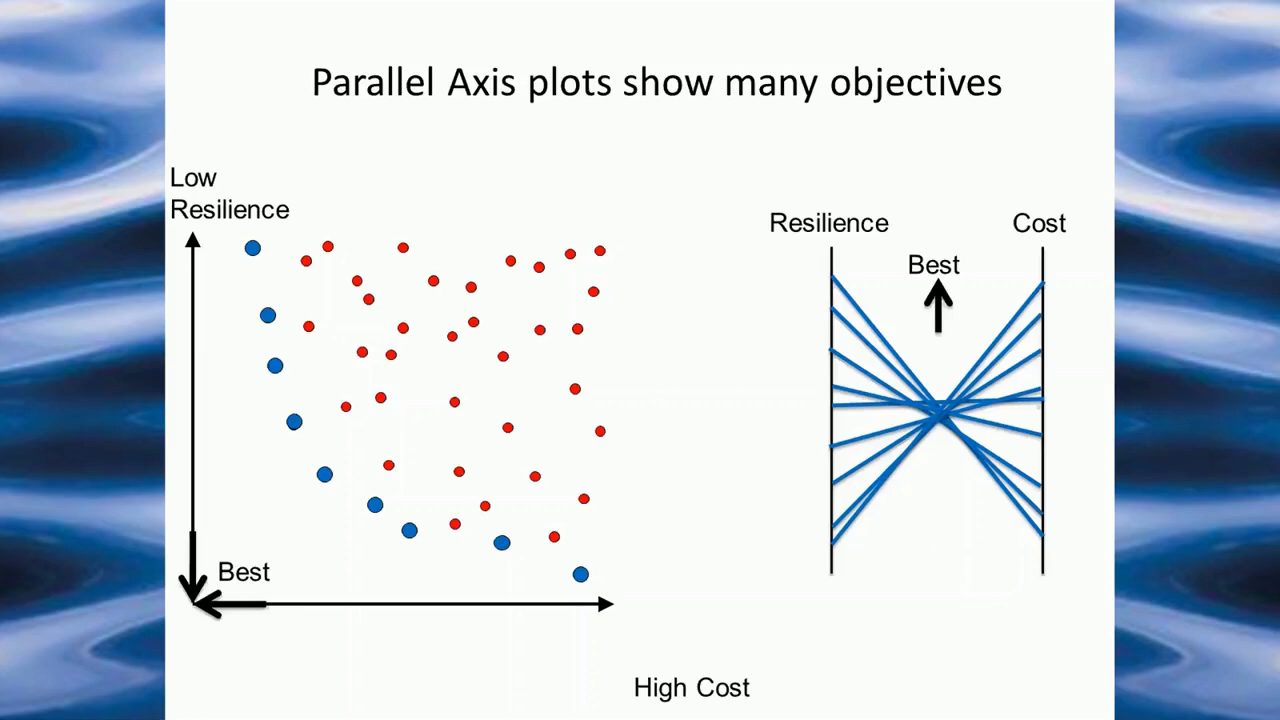 Parallel Axis plots show many objectives
Low
Resilience
Best
High Cost
Resilience
Cost
Best